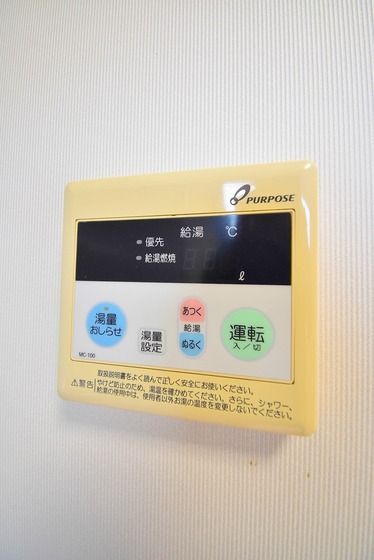 PURPOSE
給湯 ℃
優先
給湯燃焼
ℓ
湯量
おしらせ
湯量
設定
あつく
給湯
ぬるく
運転
入/切
MC-100
取扱説明書をよく読んで正しく安全にお使いください。
⚠警告 やけど防止のため、湯温を確かめてください。さらに、シャワー、
給湯の使用中は、使用者以外お湯の温度を変更しないでください。